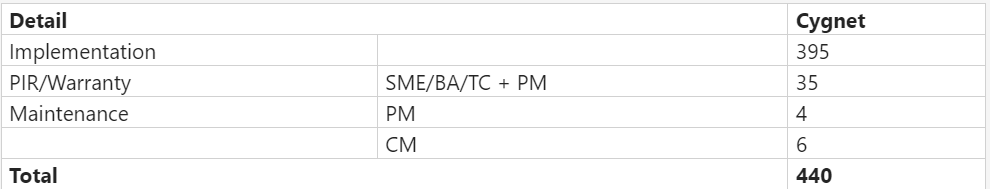 Detail Cygnet
Implementation 395
PIR/Warranty SME/BA/TC + PM 35
Maintenance PM 4
CM 6
Total 440